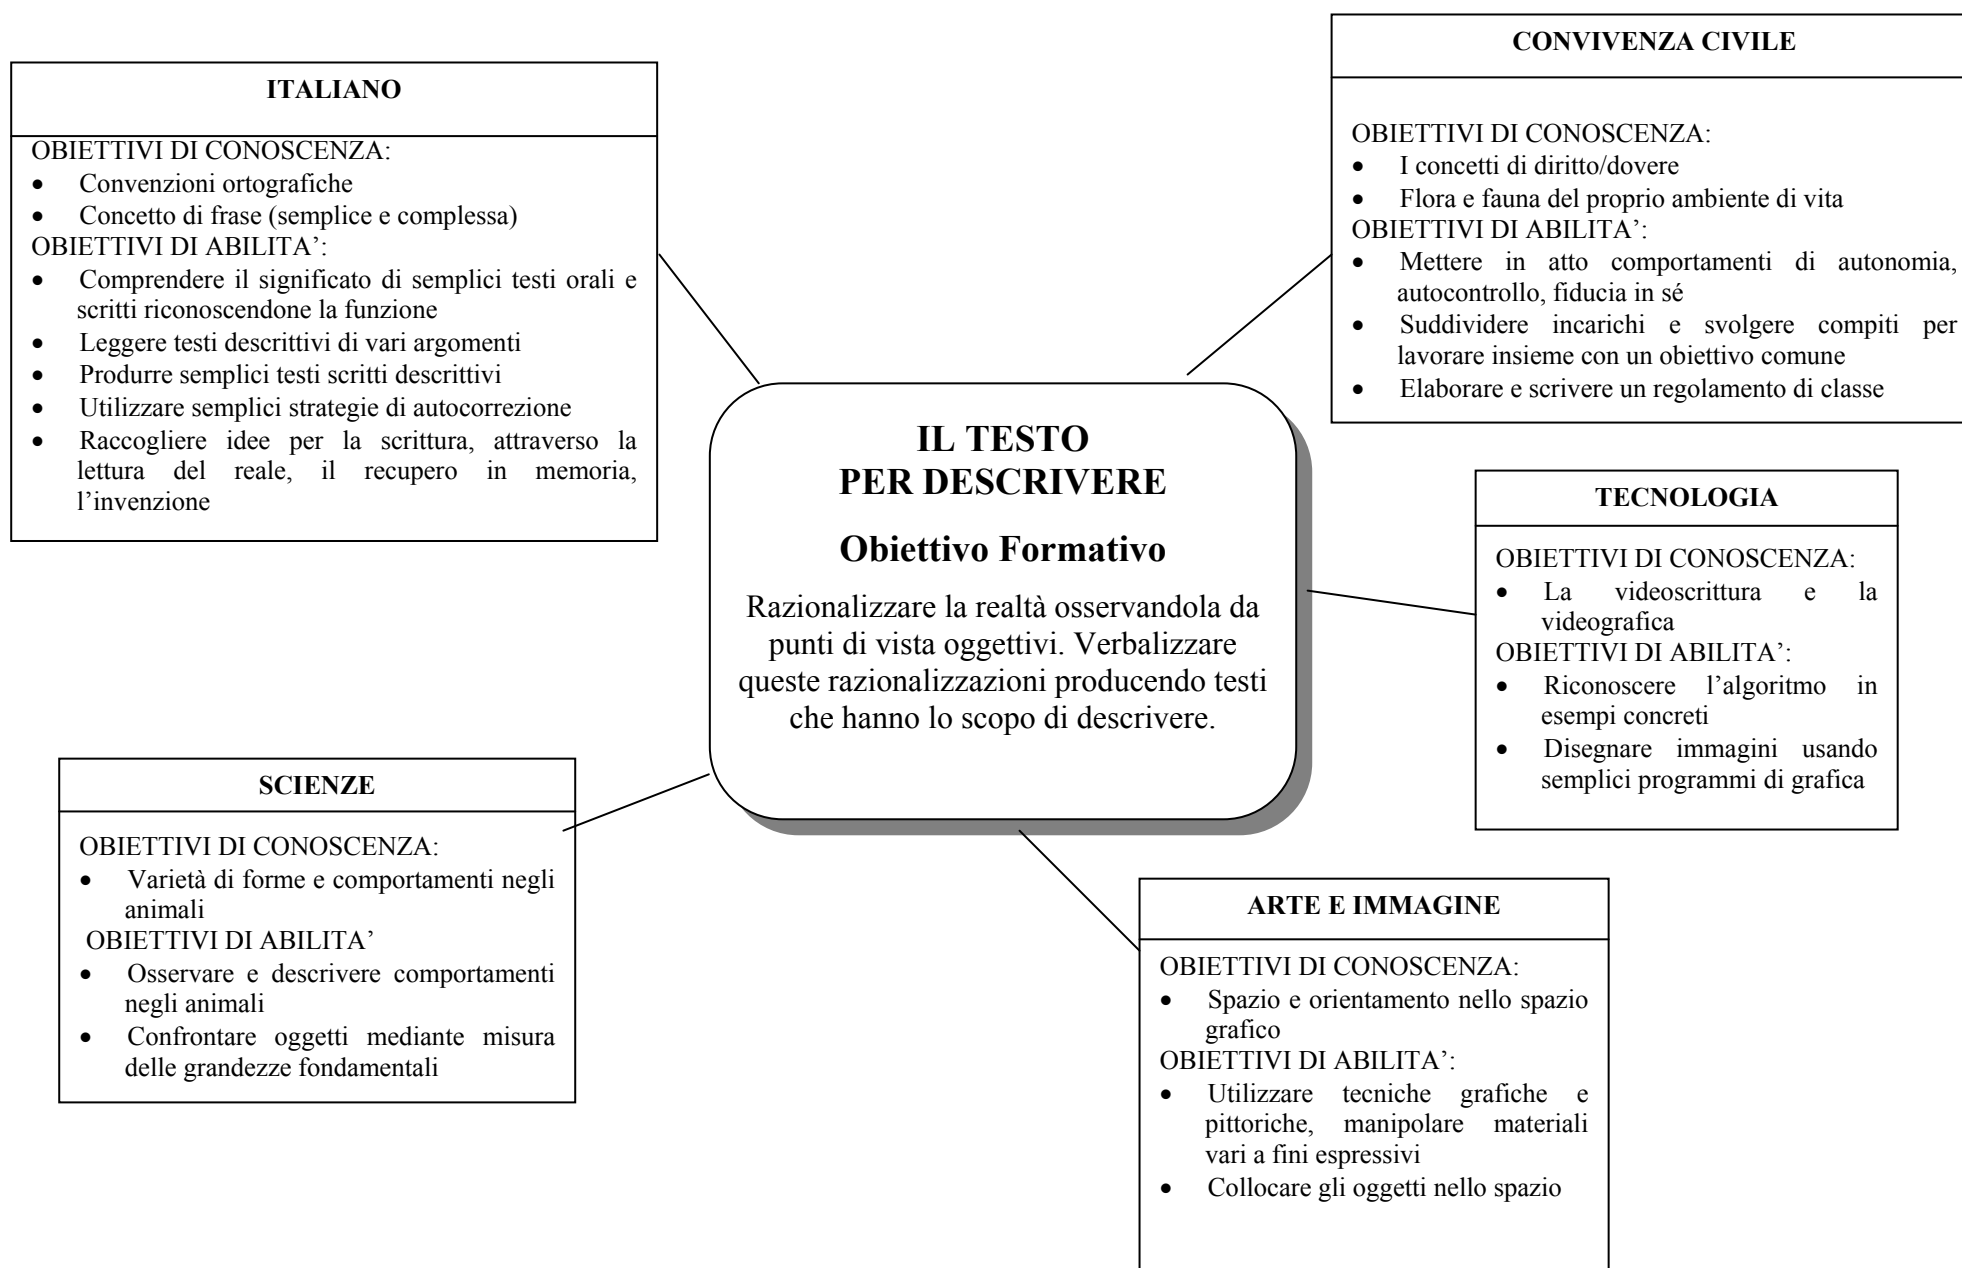 ITALIANO
OBIETTIVI DI CONOSCENZA:
• Convenzioni ortografiche
• Concetto di frase (semplice e complessa)
OBIETTIVI DI ABILITA’:
• Comprendere il significato di semplici testi orali e
scritti riconoscendone la funzione
• Leggere testi descrittivi di vari argomenti
• Produrre semplici testi scritti descrittivi
• Utilizzare semplici strategie di autocorrezione
• Raccogliere idee per la scrittura, attraverso la
lettura del reale, il recupero in memoria,
l’invenzione
CONVIVENZA CIVILE
OBIETTIVI DI CONOSCENZA:
• I concetti di diritto/dovere
• Flora e fauna del proprio ambiente di vita
OBIETTIVI DI ABILITA’:
• Mettere in atto comportamenti di autonomia,
autocontrollo, fiducia in sé
• Suddividere incarichi e svolgere compiti per
lavorare insieme con un obiettivo comune
• Elaborare e scrivere un regolamento di classe
IL TESTO
PER DESCRIVERE
Obiettivo Formativo
Razionalizzare la realtà osservandola da
punti di vista oggettivi. Verbalizzare
queste razionalizzazioni producendo testi
che hanno lo scopo di descrivere.
TECNOLOGIA
OBIETTIVI DI CONOSCENZA:
• La videoscrittura e la
videografica
OBIETTIVI DI ABILITA’:
• Riconoscere l’algoritmo in
esempi concreti
• Disegnare immagini usando
semplici programmi di grafica
SCIENZE
OBIETTIVI DI CONOSCENZA:
• Varietà di forme e comportamenti negli
animali
OBIETTIVI DI ABILITA’
• Osservare e descrivere comportamenti
negli animali
• Confrontare oggetti mediante misura
delle grandezze fondamentali
ARTE E IMMAGINE
OBIETTIVI DI CONOSCENZA:
• Spazio e orientamento nello spazio
grafico
OBIETTIVI DI ABILITA’:
• Utilizzare tecniche grafiche e
pittoriche, manipolare materiali
vari a fini espressivi
• Collocare gli oggetti nello spazio